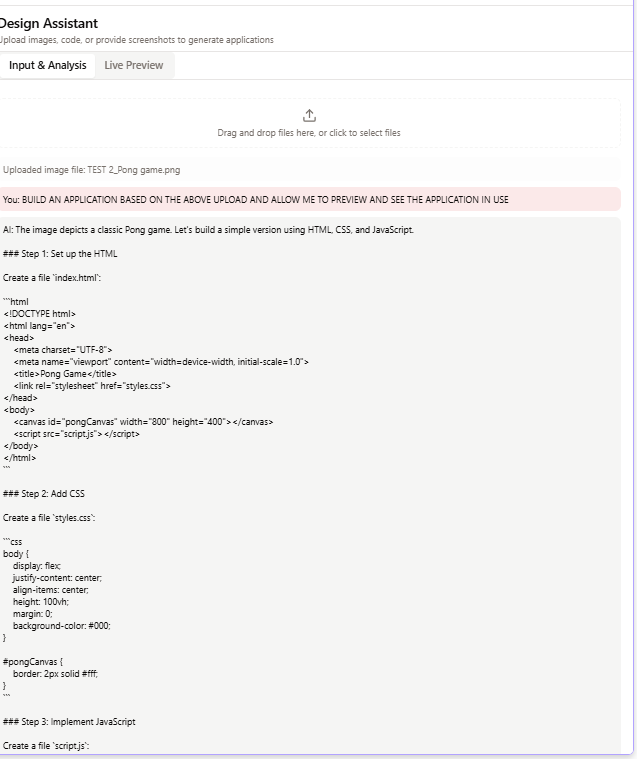 Design Assistant
Upload images, code, or provide screenshots to generate applications
Input & Analysis Live Preview
Drag and drop files here, or click to select files
Uploaded image file: TEST 2_Pong game.png
You: BUILD AN APPLICATION BASED ON THE ABOVE UPLOAD AND ALLOW ME TO PREVIEW AND SEE THE APPLICATION IN USE
AI: The image depicts a classic Pong game. Let's build a simple version using HTML, CSS, and JavaScript.
### Step 1: Set up the HTML
Create a file `index.html`:
```html
<!DOCTYPE html>
<html lang="en">
<head>
    <meta charset="UTF-8">
    <meta name="viewport" content="width=device-width, initial-scale=1.0">
    <title>Pong Game</title>
    <link rel="stylesheet" href="styles.css">
</head>
<body>
    <canvas id="pongCanvas" width="800" height="400"></canvas>
    <script src="script.js"></script>
</body>
</html>
```
### Step 2: Add CSS
Create a file `styles.css`:
```css
body {
    display: flex;
    justify-content: center;
    align-items: center;
    height: 100vh;
    margin: 0;
    background-color: #000;
}
#pongCanvas {
    border: 2px solid #fff;
}
```
### Step 3: Implement JavaScript
Create a file `script.js`: